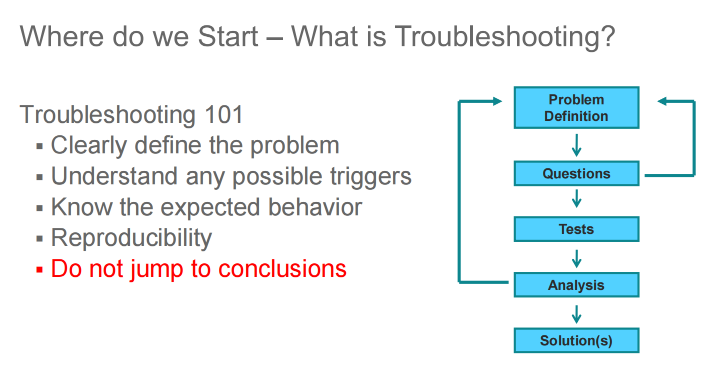 Where do we Start – What is Troubleshooting?
Troubleshooting 101
▪ Clearly define the problem
▪ Understand any possible triggers
▪ Know the expected behavior
▪ Reproducibility
▪ Do not jump to conclusions
Problem
Definition
Questions
Tests
Analysis
Solution(s)